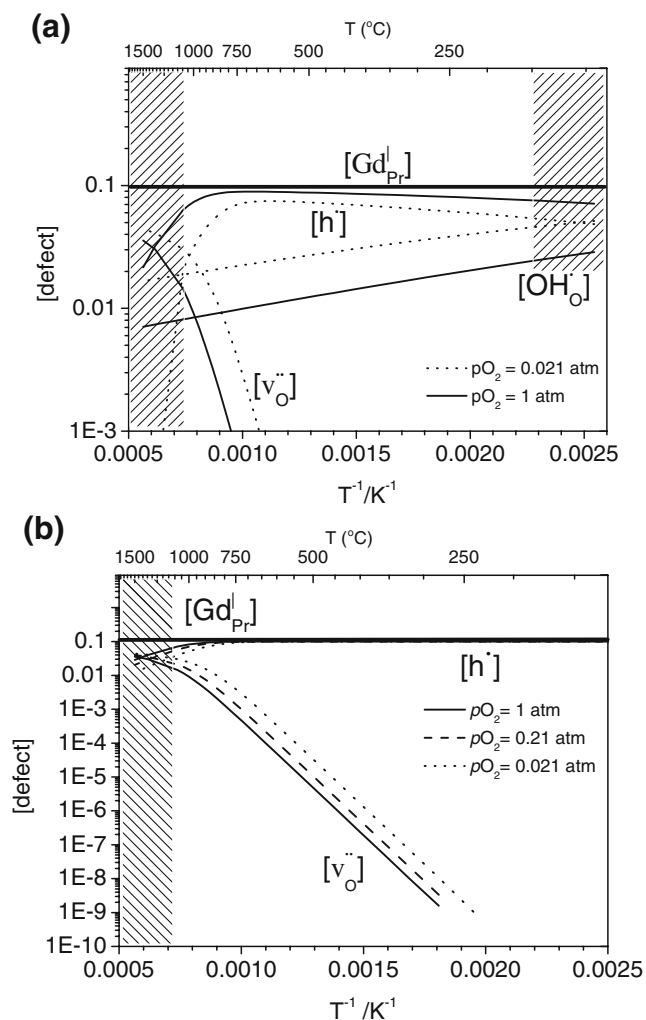 (a)
T (°C)
1500 1000 750 500 250
[Gd|Pr]
[h˙]
[OH˙O]
[v¨O]
pO2 = 0.021 atm
pO2 = 1 atm
[defect]
0.1
0.01
1E-3
0.0005 0.0010 0.0015 0.0020 0.0025
T-1/K-1
(b)
T (°C)
1500 1000 750 500 250
[Gd|Pr]
[h˙]
pO2= 1 atm
pO2= 0.21 atm
pO2= 0.021 atm
[v¨O]
[defect]
0.1
0.01
1E-3
1E-4
1E-5
1E-6
1E-7
1E-8
1E-9
1E-10
0.0005 0.0010 0.0015 0.0020 0.0025
T-1/K-1